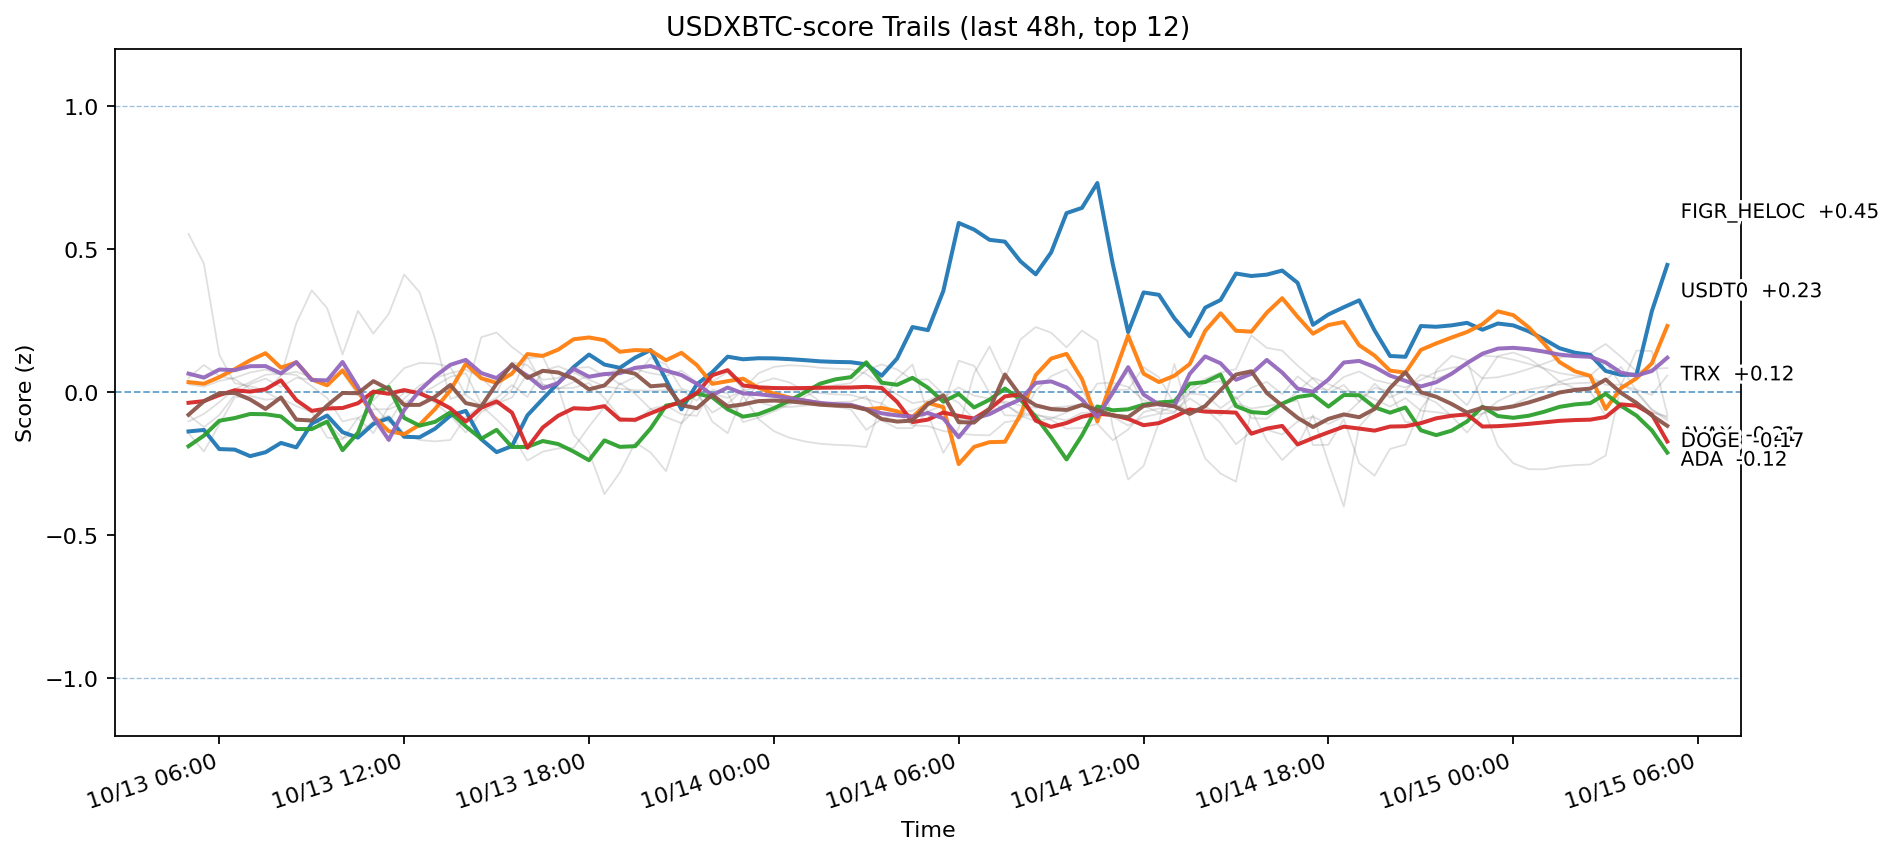 USDXBTC-score Trails (last 48h, top 12)
Score (z)
1.0
0.5
0.0
−0.5
−1.0
FIGR_HELOC +0.45
USDT0 +0.23
TRX +0.12
AVAX -0.21
DOGE -0.17
ADA -0.12
10/13 06:00
10/13 12:00
10/13 18:00
10/14 00:00
10/14 06:00
10/14 12:00
10/14 18:00
10/15 00:00
10/15 06:00
Time